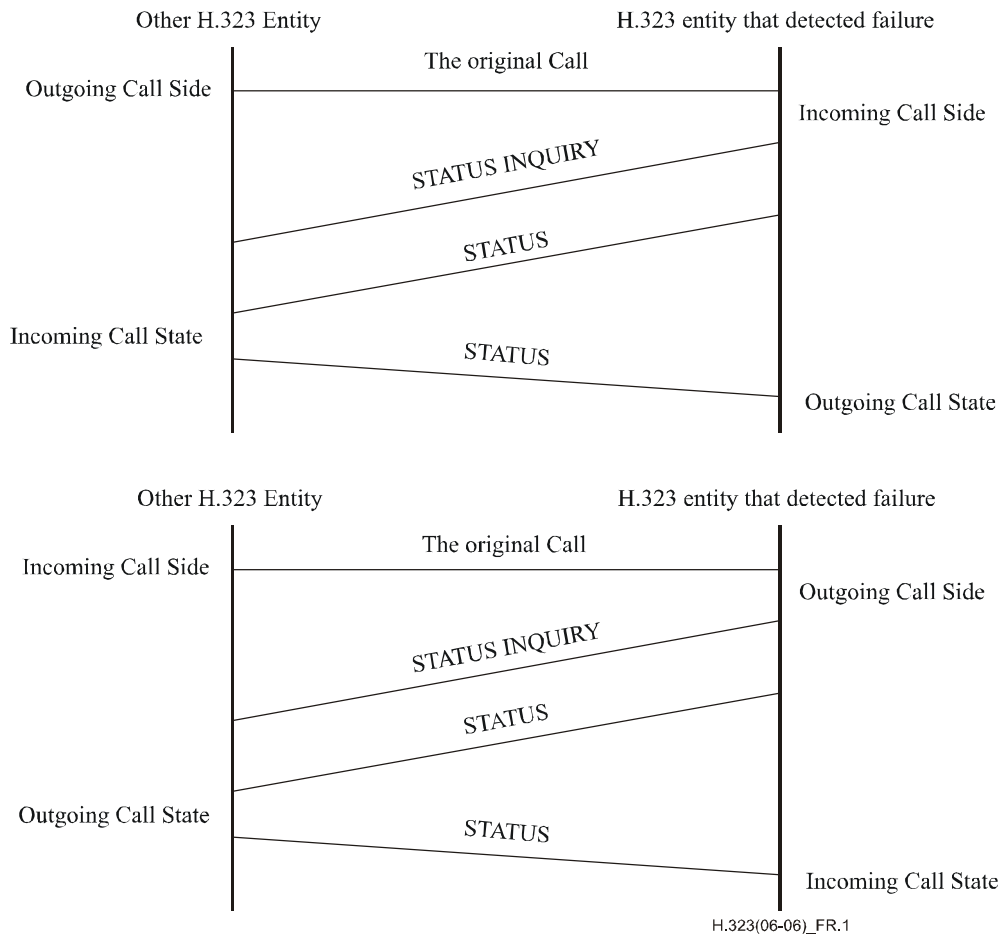 Other H.323 Entity
H.323 entity that detected failure
The original Call
Outgoing Call Side
Incoming Call Side
STATUS INQUIRY
STATUS
Incoming Call State
STATUS
Outgoing Call State
Other H.323 Entity
H.323 entity that detected failure
The original Call
Incoming Call Side
Outgoing Call Side
STATUS INQUIRY
STATUS
Outgoing Call State
STATUS
Incoming Call State
H.323(06-06)_FR.1